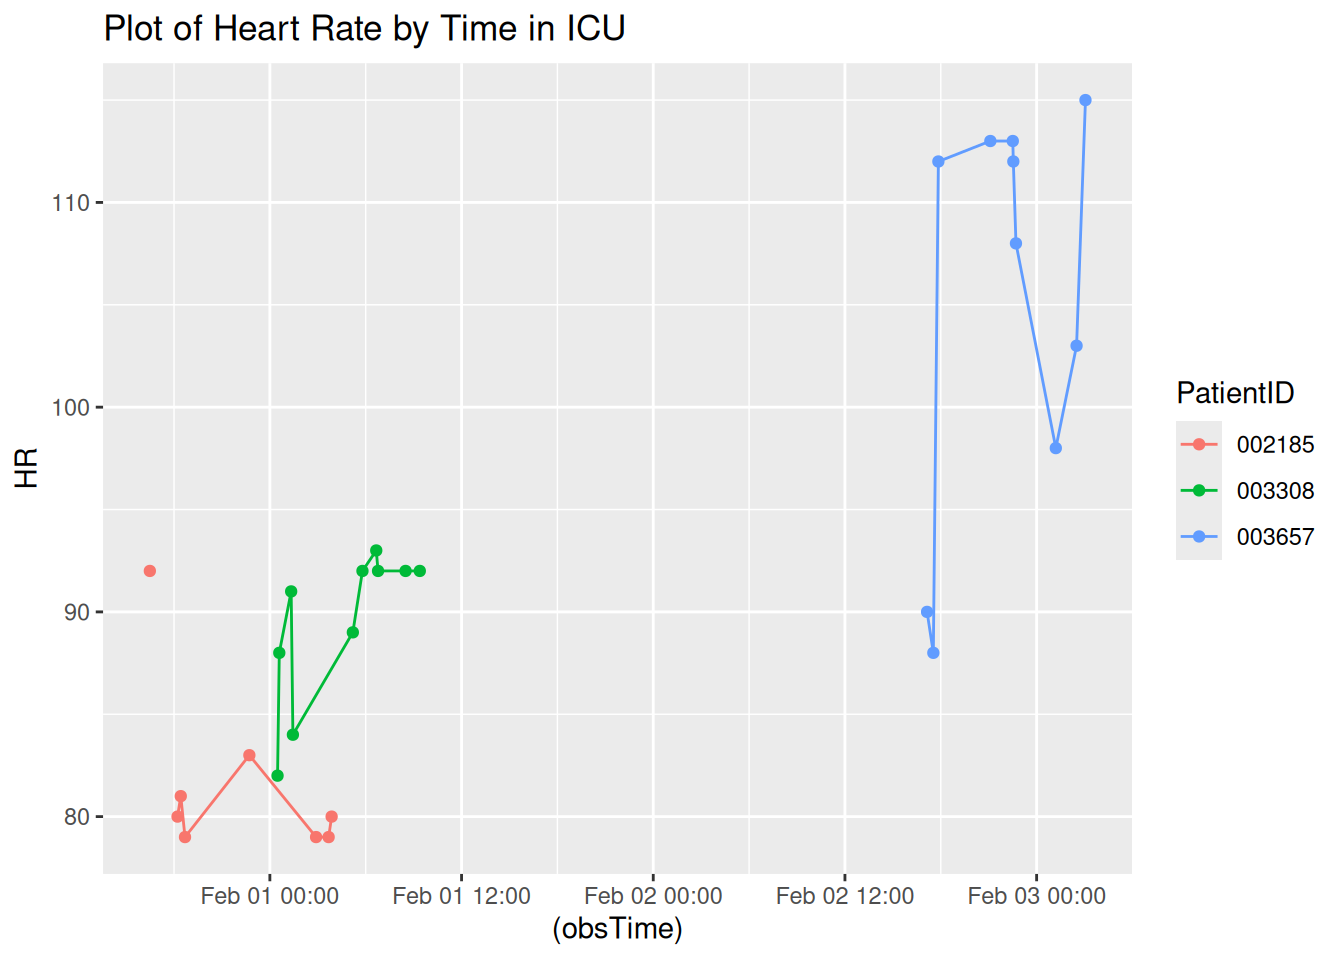 Plot of Heart Rate by Time in ICU
HR
110
100
90
80
Feb 01 00:00
Feb 01 12:00
Feb 02 00:00
Feb 02 12:00
Feb 03 00:00
(obsTime)
PatientID
002185
003308
003657